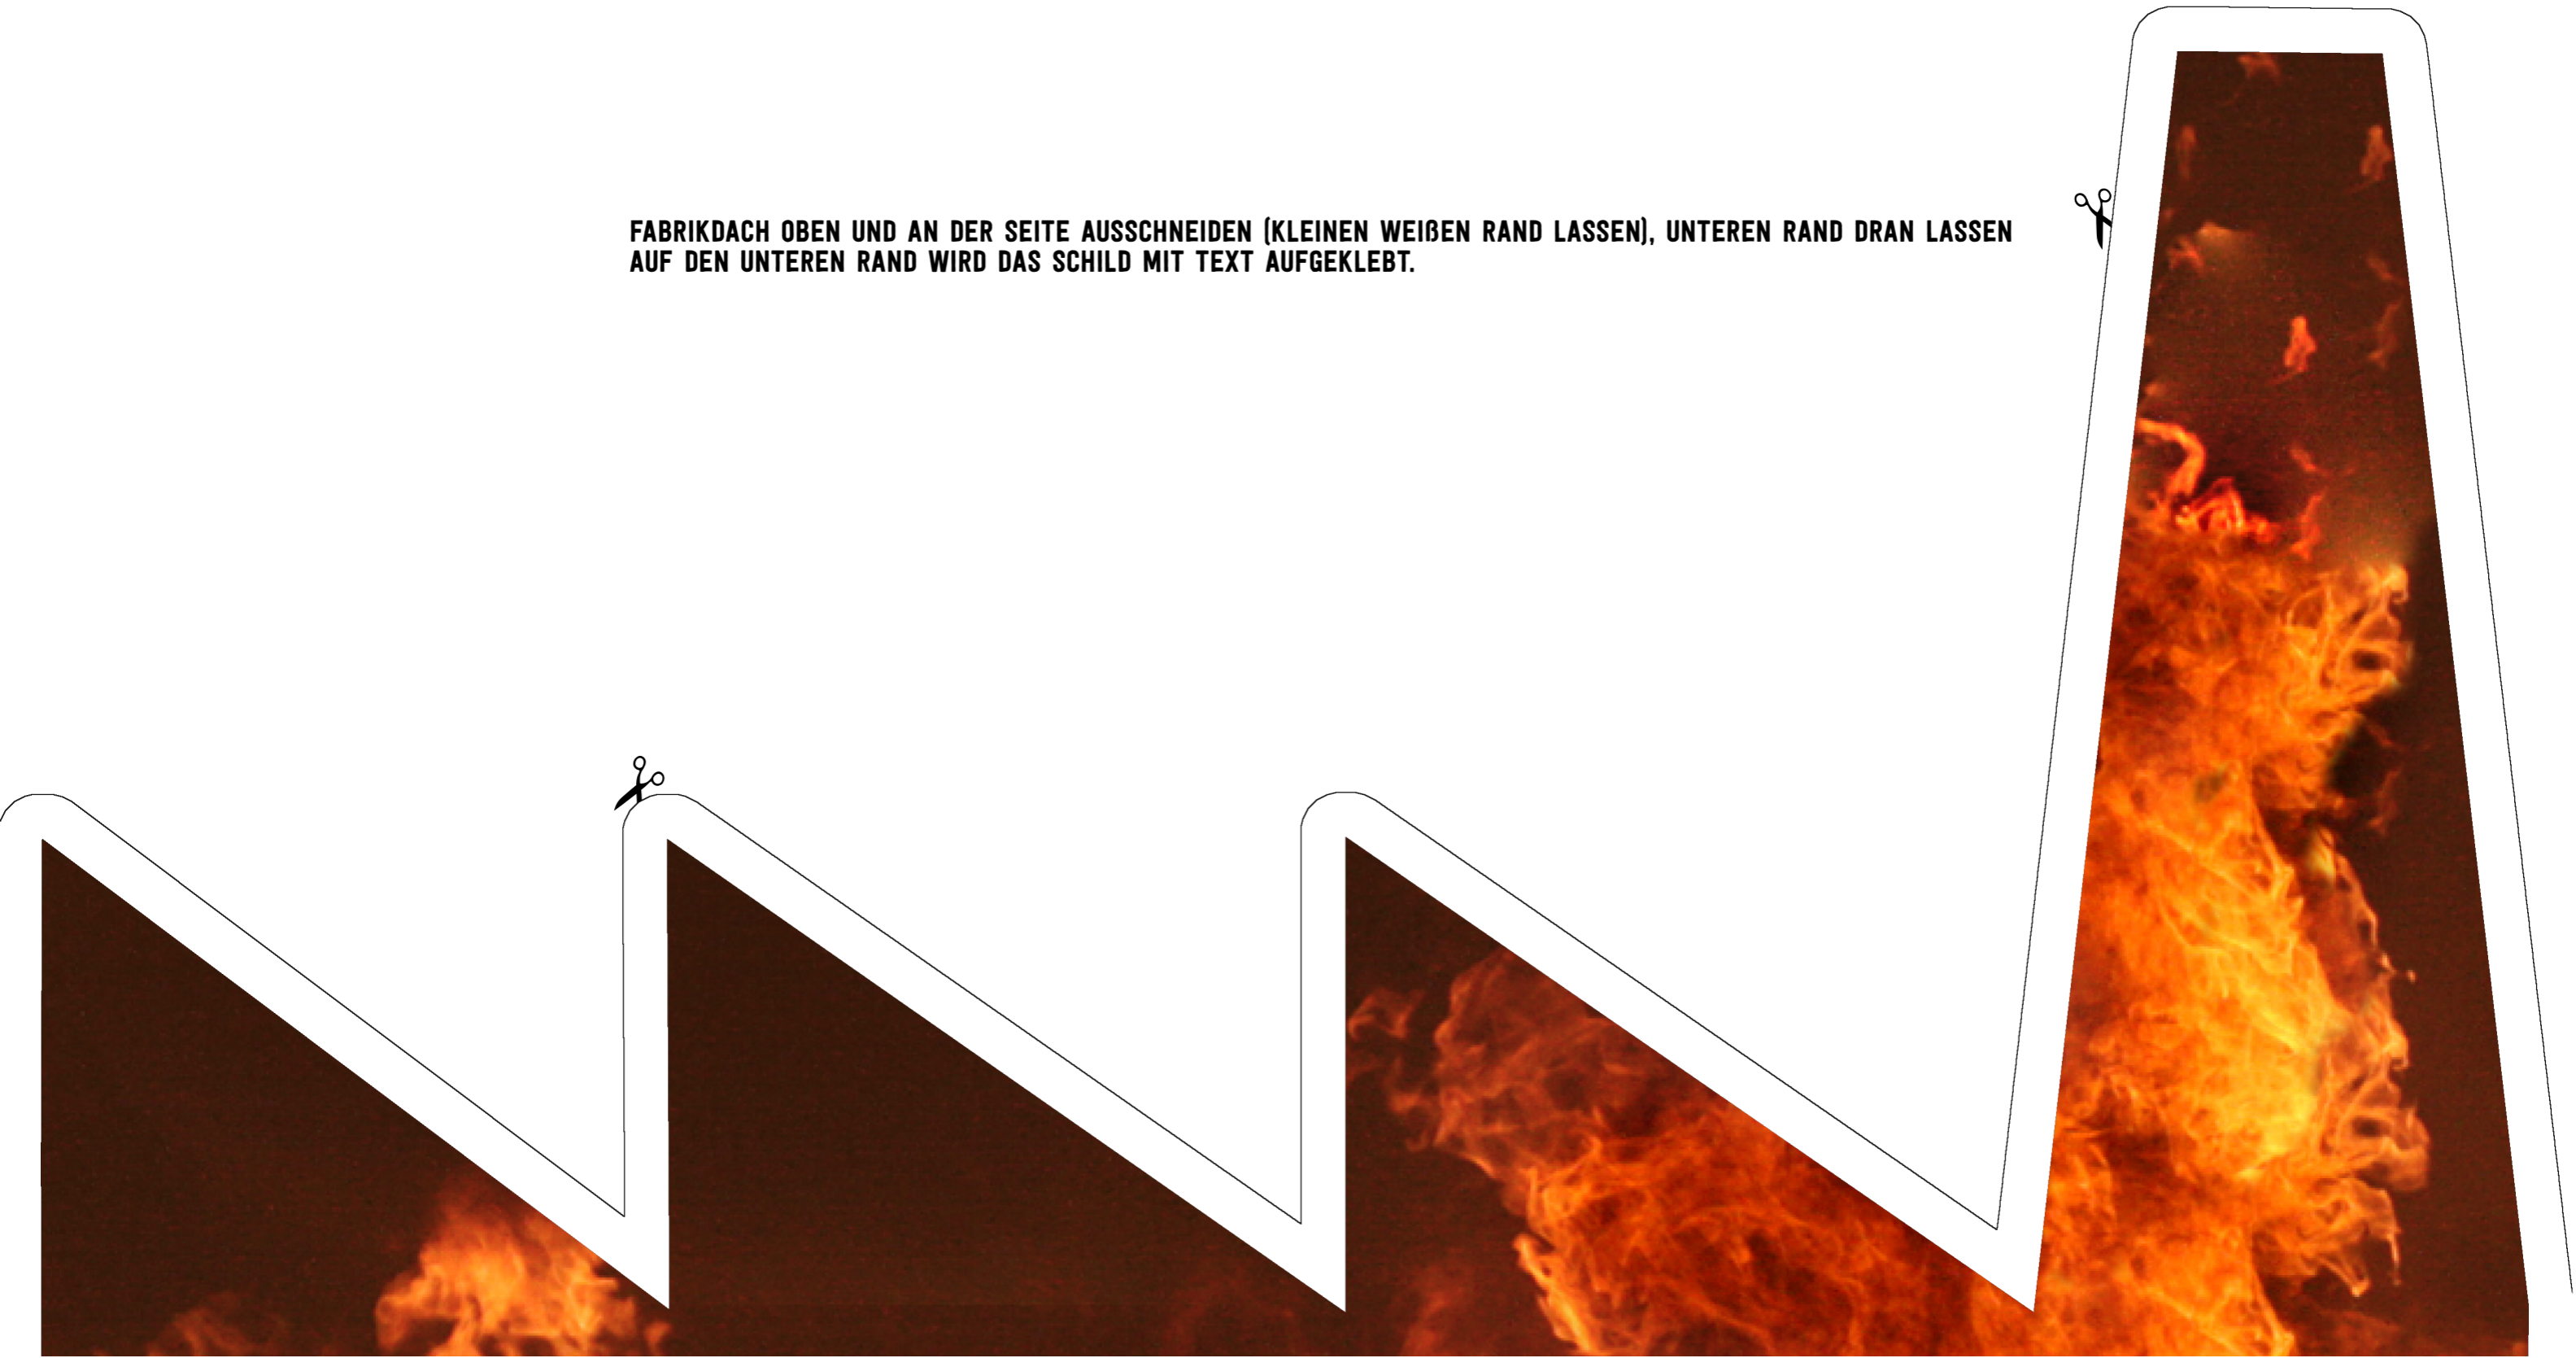 FABRIKDACH OBEN UND AN DER SEITE AUSSCHNEIDEN (KLEINEN WEIßEN RAND LASSEN), UNTEREN RAND DRAN LASSEN
AUF DEN UNTEREN RAND WIRD DAS SCHILD MIT TEXT AUFGEKLEBT.